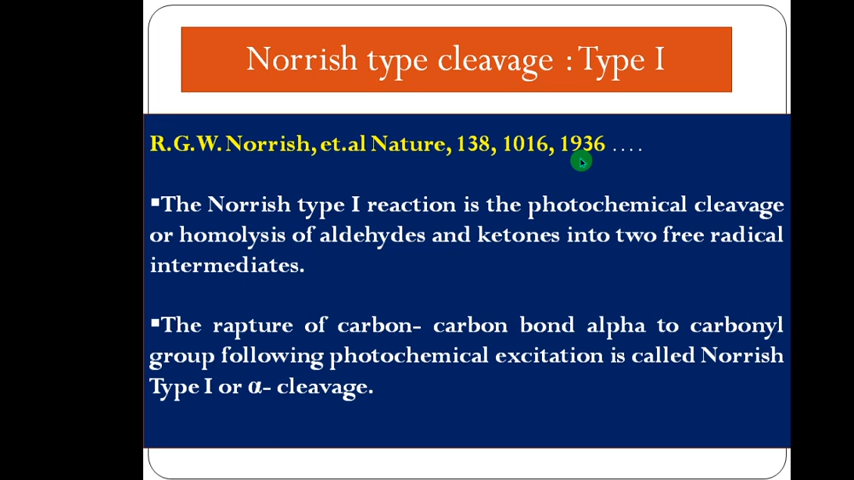 Norrish type cleavage : Type I
R.G.W. Norrish, et.al Nature, 138, 1016, 1936 ....
▪The Norrish type I reaction is the photochemical cleavage
or homolysis of aldehydes and ketones into two free radical
intermediates.
▪The rapture of carbon- carbon bond alpha to carbonyl
group following photochemical excitation is called Norrish
Type I or α- cleavage.